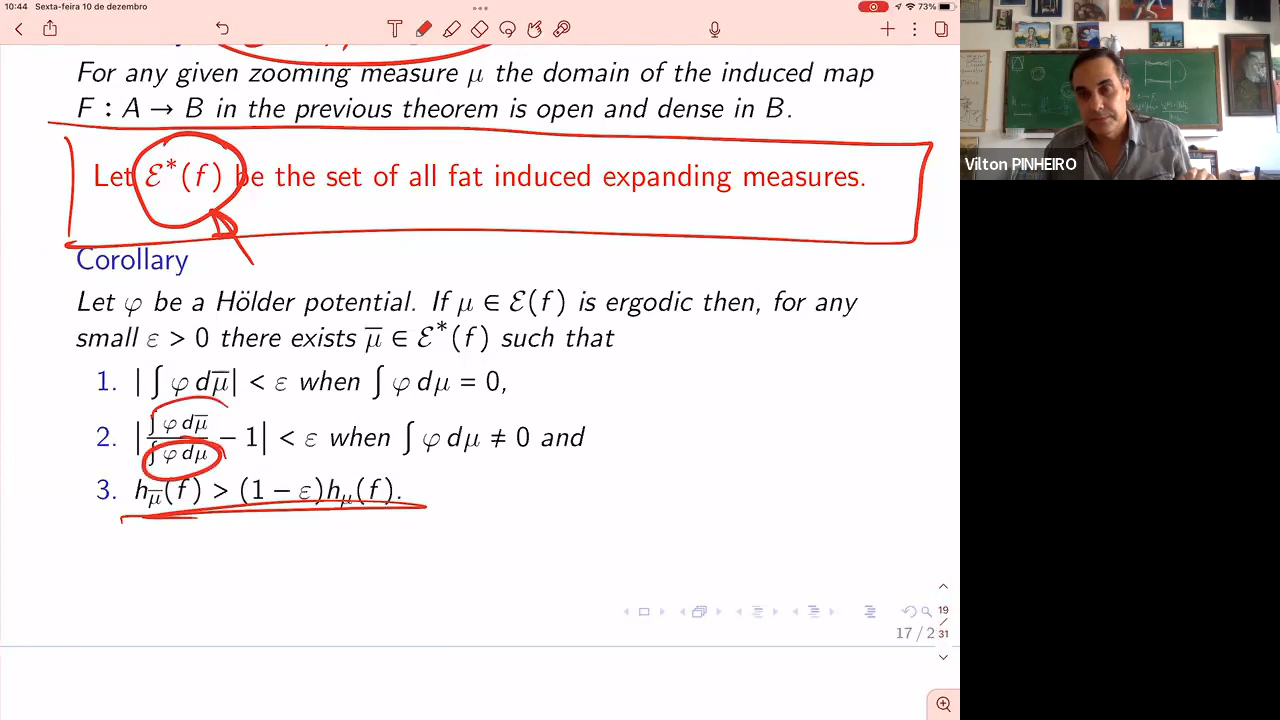 10:44 Sexta-feira 10 de dezembro
73%
For any given zooming measure μ the domain of the induced map
F : A → B in the previous theorem is open and dense in B.
Let ℰ*(f) be the set of all fat induced expanding measures.
Corollary
Let φ be a Hölder potential. If μ ∈ ℰ(f) is ergodic then, for any
small ε > 0 there exists μ̅ ∈ ℰ*(f) such that
1. |∫ φ dμ̅| < ε when ∫ φ dμ = 0,
2. |∫ φ dμ̅ / ∫ φ dμ − 1| < ε when ∫ φ dμ ≠ 0 and
3. h_μ̅(f) > (1 − ε)h_μ(f).
17 / 2
19
/
31
Vilton PINHEIRO